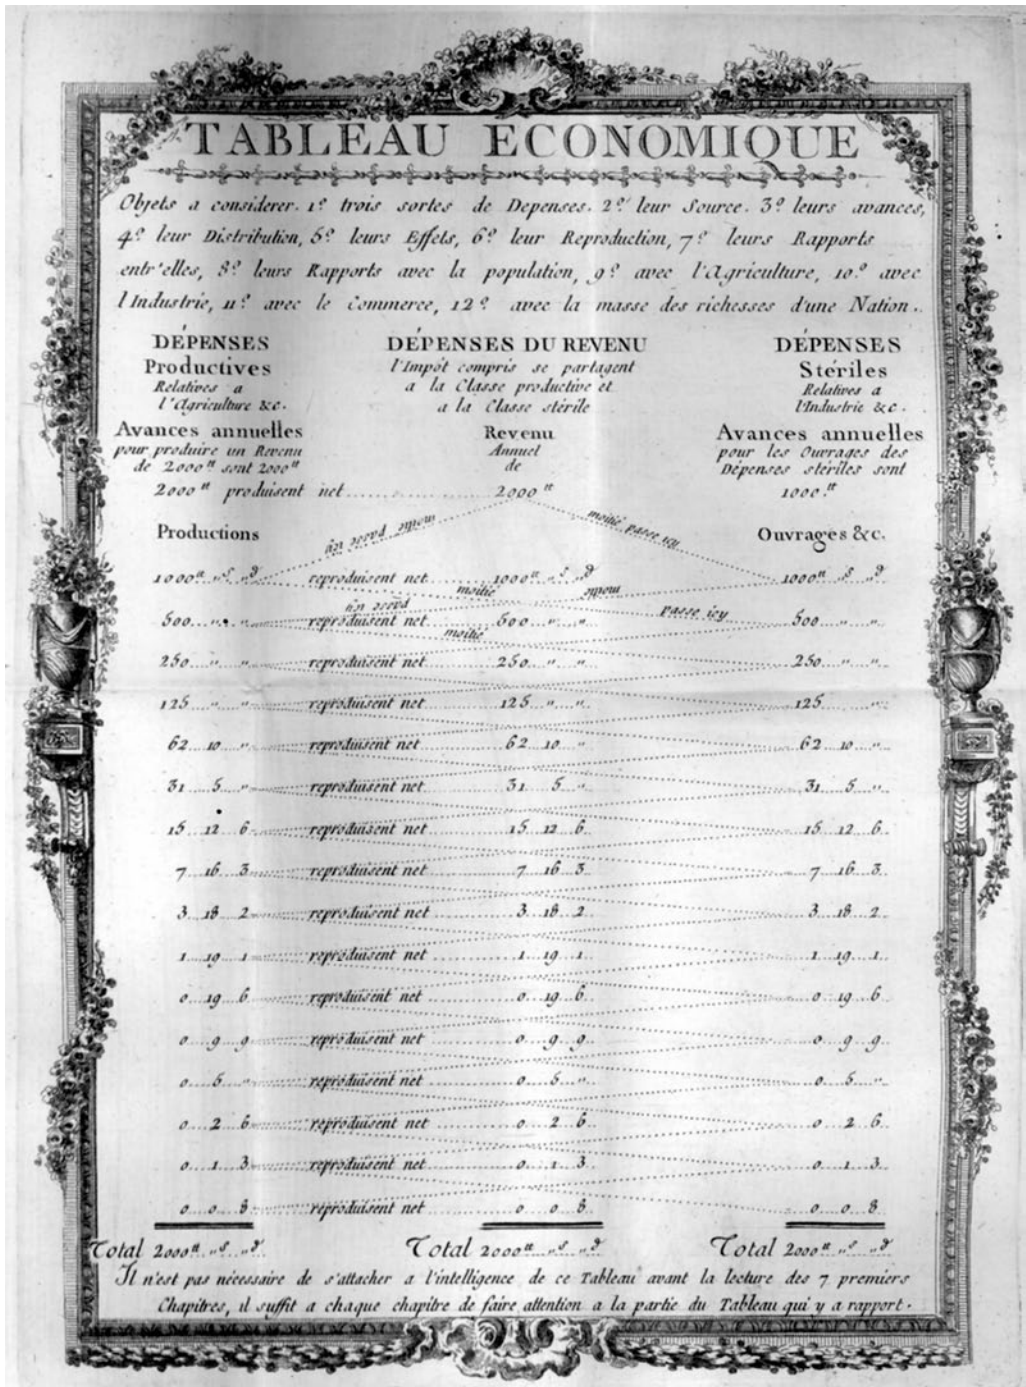 TABLEAU ECONOMIQUE
Objets a considerer. 1.º trois sortes de Depenses. 2.º leur Source. 3.º leurs avances,
4.º leur Distribution, 5.º leurs Effets, 6.º leur Reproduction, 7.º leurs Rapports
entr'elles, 8.º leurs Rapports avec la population, 9.º avec l'Agriculture, 10.º avec
l'Industrie, 11.º avec le Commerce, 12.º avec la masse des richesses d'une Nation.
DÉPENSES DÉPENSES DU REVENU DÉPENSES
Productives l'Impôt compris se partagent Stériles
Relatives a a la Classe productive et Relatives a
l'Agriculture &c. a la Classe stérile l'Industrie &c.
Avances annuelles Revenu Avances annuelles
pour produire un Revenu Annuel pour les Ouvrages des
de 2000 tt sont 2000 tt de Dépenses stériles sont
2000 tt produisent net 2000 tt 1000 tt
moitié passe icy moitié passe icy
Productions Ouvrages &c.
1000 tt „ s „ d reproduisent net 1000 tt „ s „ d 1000 tt „ s „ d
moitié moitié
passe icy passe icy
500 „ „ reproduisent net 500 „ „ 500 „ „
moitié
250 „ „ reproduisent net 250 „ „ 250 „ „
125 „ „ reproduisent net 125 „ „ 125 „
62 10 „ reproduisent net 62 10 „ 62 10 „
31 5 „ reproduisent net 31 5 „ 31 5 „
15 12 6 reproduisent net 15 12 6 15 12 6
7 16 3 reproduisent net 7 16 3 7 16 3
3 18 2 reproduisent net 3 18 2 3 18 2
1 19 1 reproduisent net 1 19 1 1 19 1
0 19 6 reproduisent net 0 19 6 0 19 6
0 9 9 reproduisent net 0 9 9 0 9 9
0 5 „ reproduisent net 0 5 „ 0 5 „
0 2 6 reproduisent net 0 2 6 0 2 6
0 1 3 reproduisent net 0 1 3 0 1 3
0 0 8 reproduisent net 0 0 8 0 0 8
Total 2000 tt „ s „ d Total 2000 tt „ s „ d Total 2000 tt „ s „ d
Il n'est pas nécessaire de s'attacher a l'intelligence de ce Tableau avant la lecture des 7 premiers
Chapitres, il suffit a chaque chapitre de faire attention a la partie du Tableau qui y a rapport.